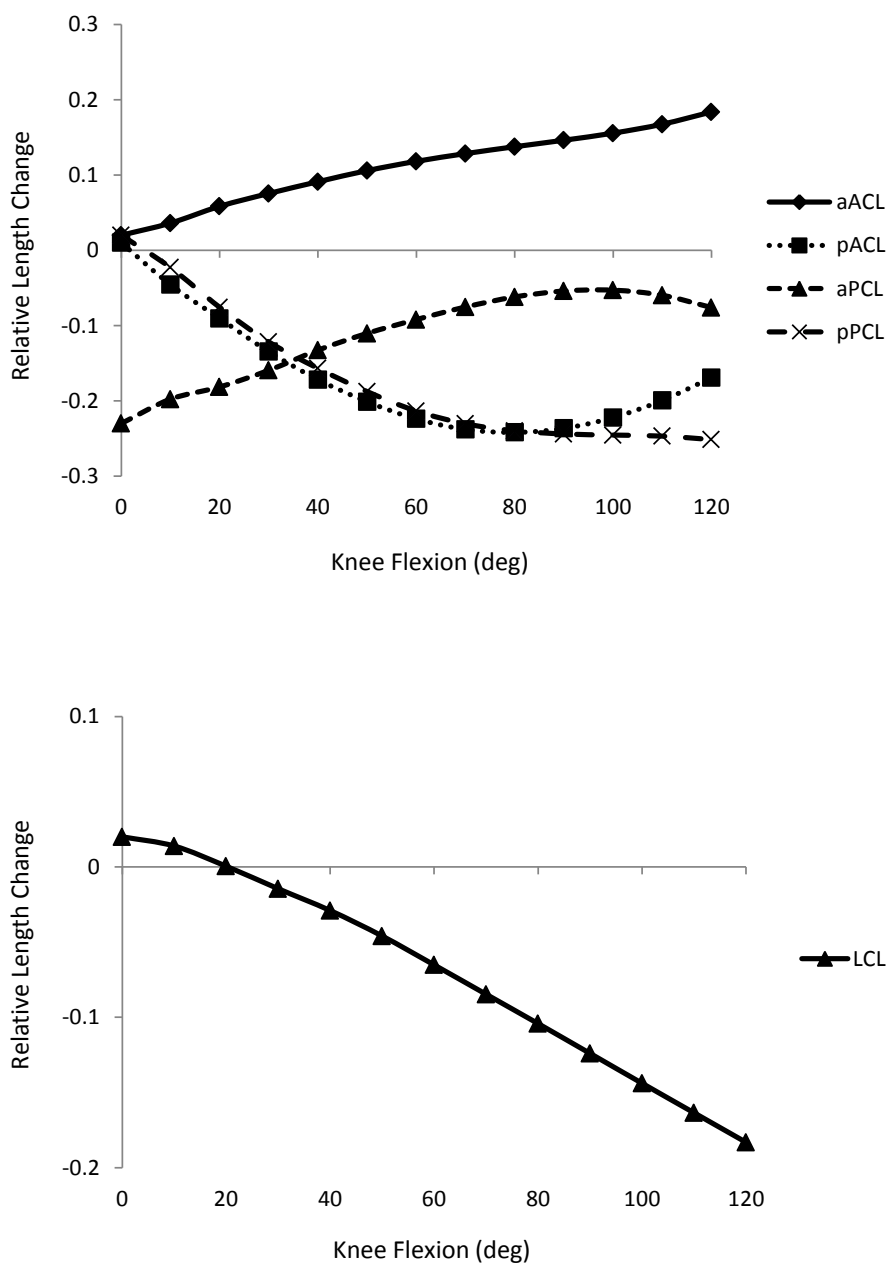 0.3
0.2
0.1
0
-0.1
-0.2
-0.3
Relative Length Change
0 20 40 60 80 100 120
Knee Flexion (deg)
aACL
pACL
aPCL
pPCL
0.1
0
-0.1
-0.2
Relative Length Change
0 20 40 60 80 100 120
Knee Flexion (deg)
LCL